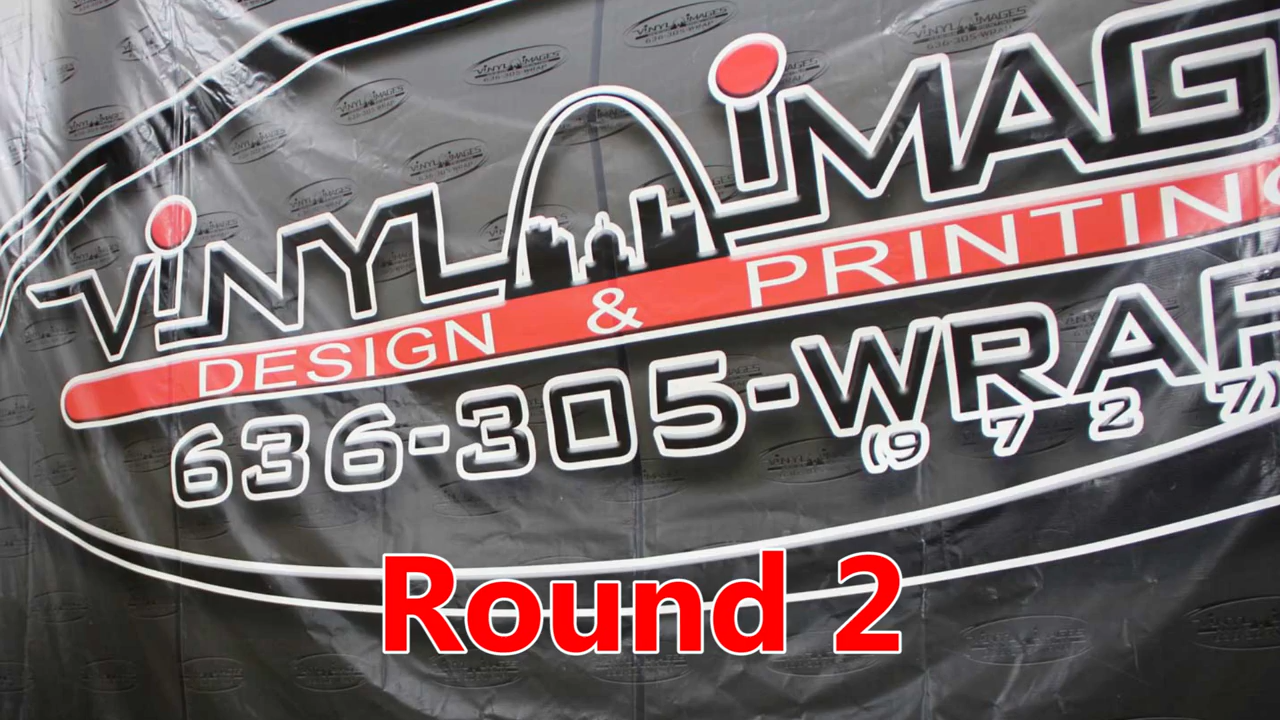 ViNYL iMAG
DESIGN & PRINTIN
636-305-WRAP
(9 7 2 7)
Round 2